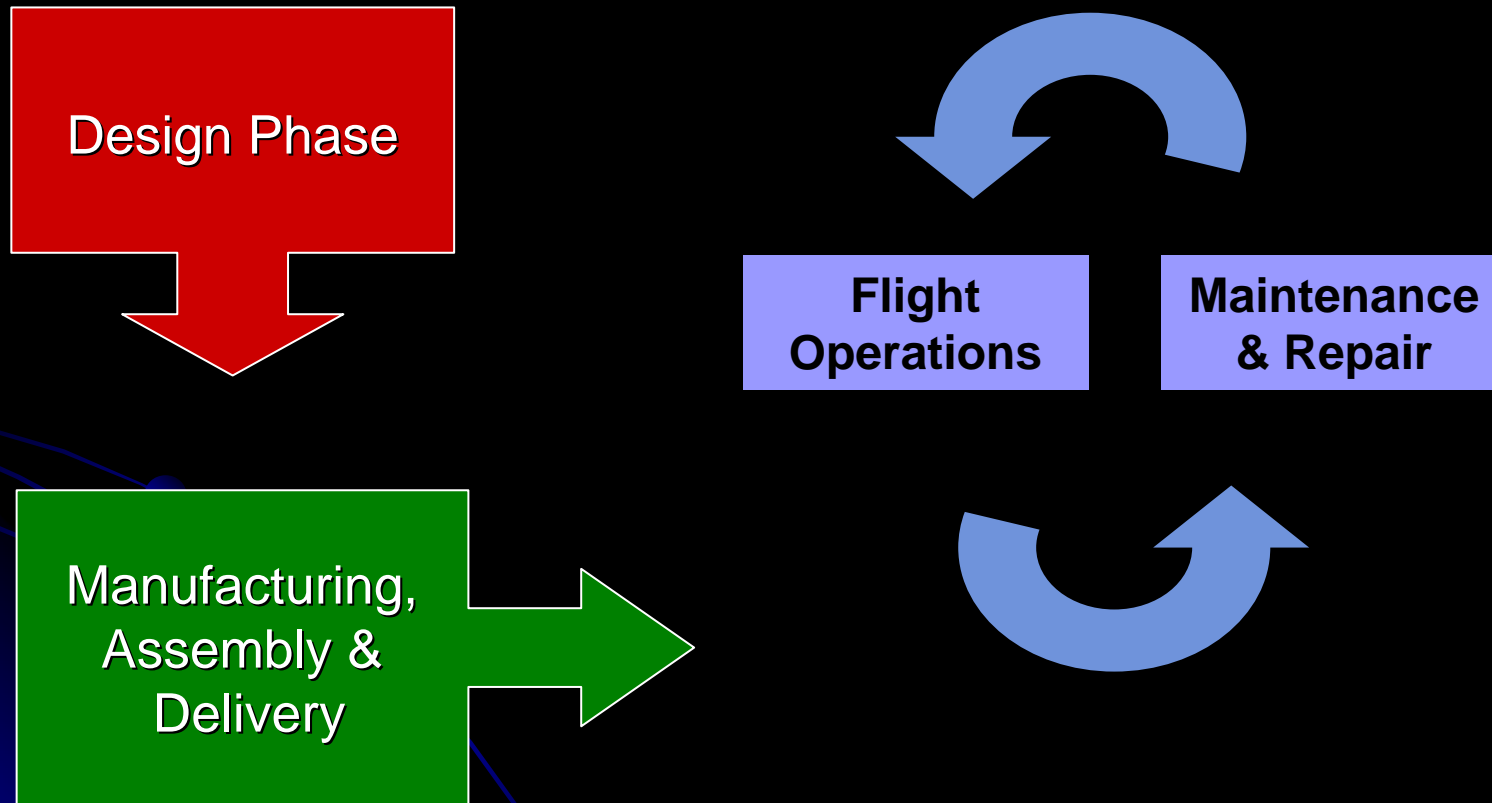 Design Phase
Flight
Operations
Maintenance
& Repair
Manufacturing,
Assembly &
Delivery